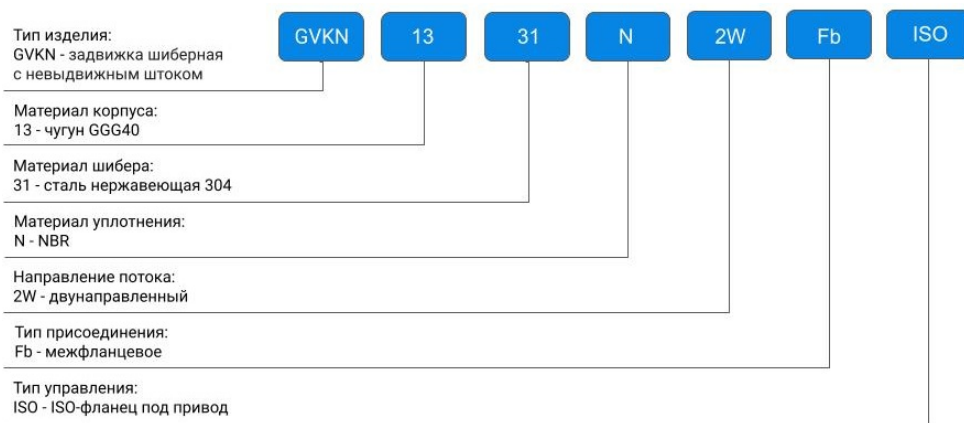 GVKN 13 31 N 2W Fb ISO
Тип изделия:
GVKN - задвижка шиберная
с невыдвижным штоком
Материал корпуса:
13 - чугун GGG40
Материал шибера:
31 - сталь нержавеющая 304
Материал уплотнения:
N - NBR
Направление потока:
2W - двунаправленный
Тип присоединения:
Fb - межфланцевое
Тип управления:
ISO - ISO-фланец под привод